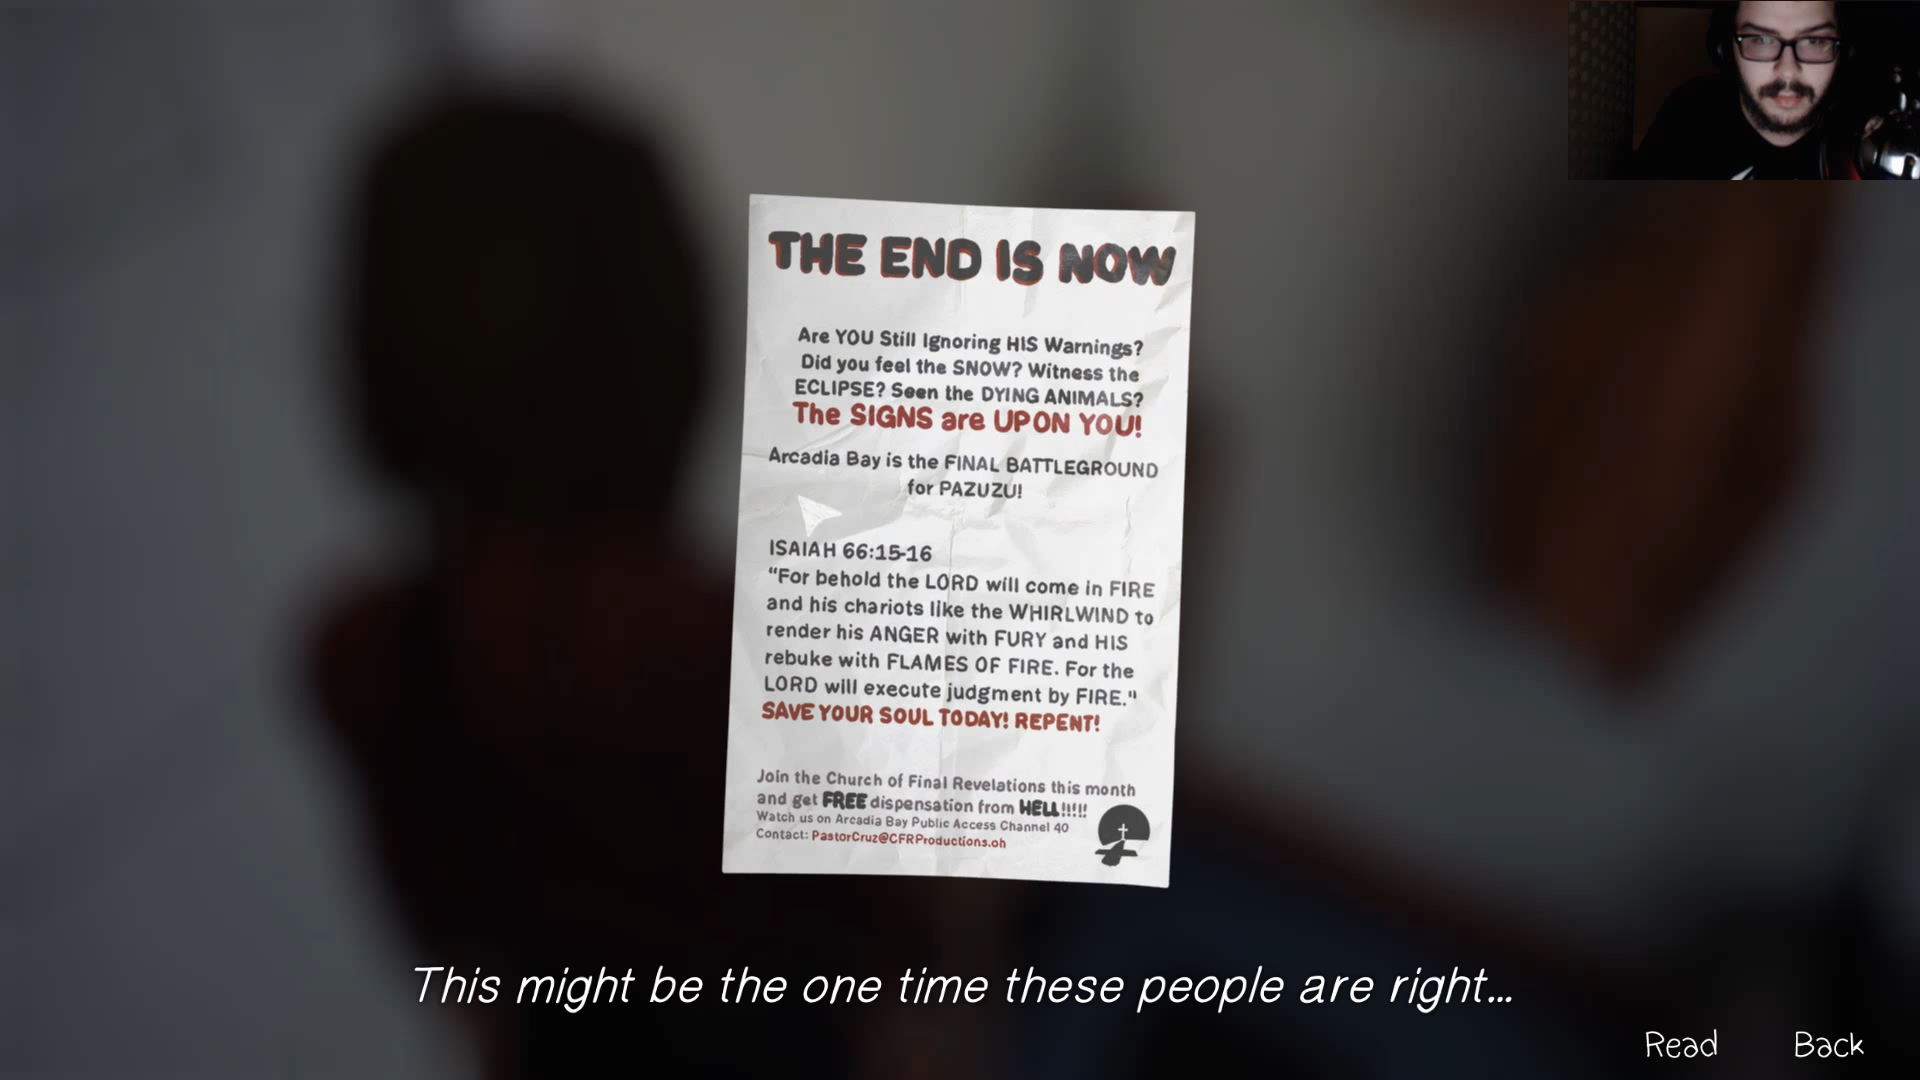 THE END IS NOW
Are YOU Still Ignoring HIS Warnings?
Did you feel the SNOW? Witness the
ECLIPSE? Seen the DYING ANIMALS?
The SIGNS are UPON YOU!
Arcadia Bay is the FINAL BATTLEGROUND
for PAZUZU!
ISAIAH 66:15-16
"For behold the LORD will come in FIRE
and his chariots like the WHIRLWIND to
render his ANGER with FURY and HIS
rebuke with FLAMES OF FIRE. For the
LORD will execute judgment by FIRE."
SAVE YOUR SOUL TODAY! REPENT!
Join the Church of Final Revelations this month
and get FREE dispensation from HELL!!!!!
Watch us on Arcadia Bay Public Access Channel 40
Contact: PastorCruz@CFRProductions.oh
This might be the one time these people are right...
Read Back